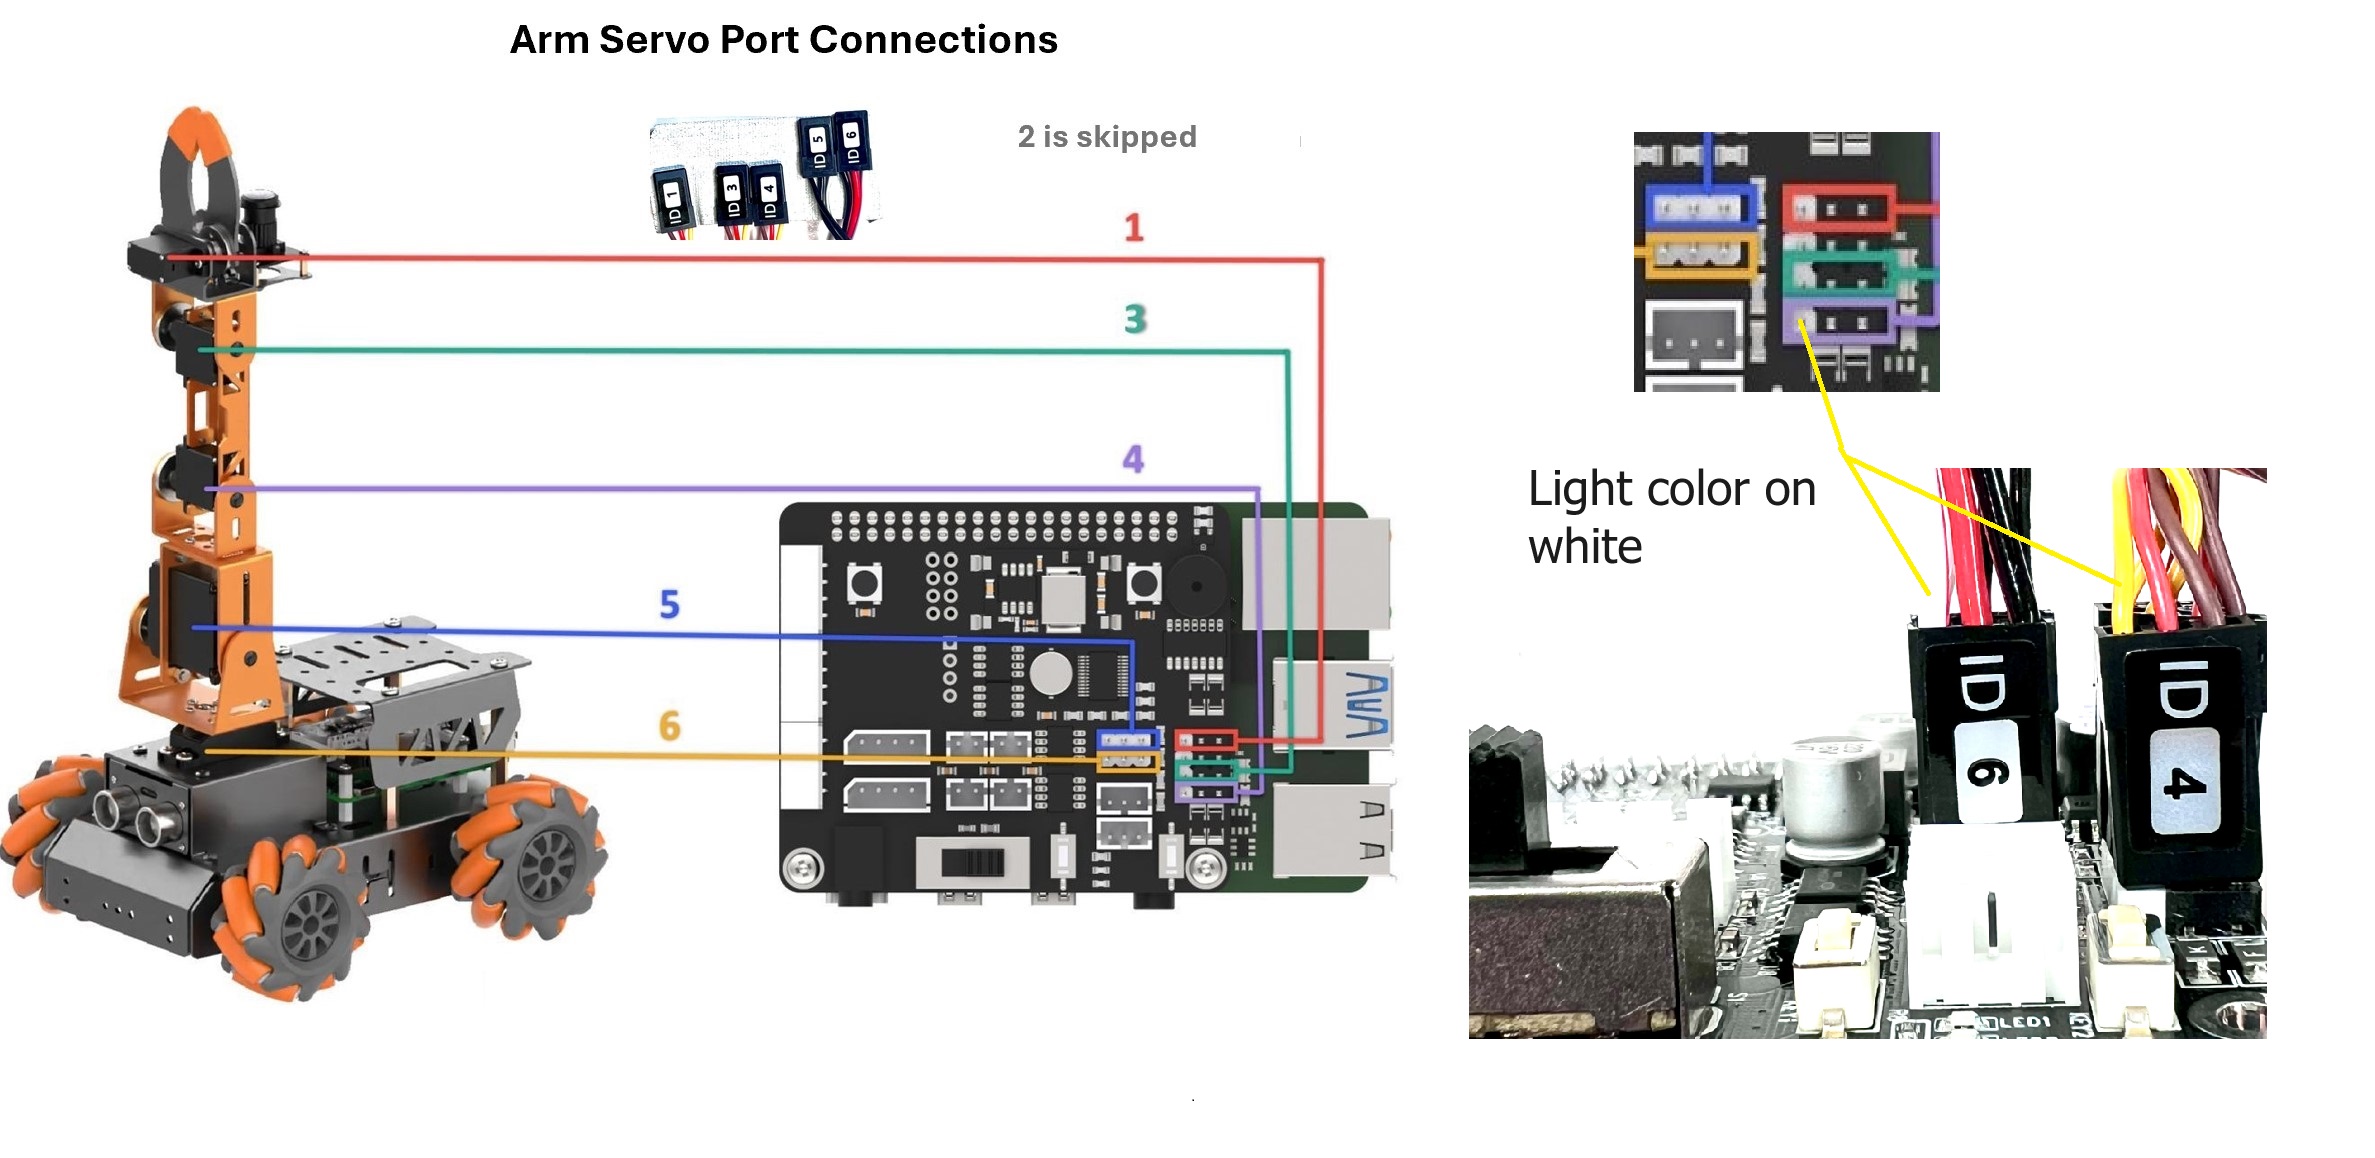 Arm Servo Port Connections
2 is skipped
ID 1
ID 3
ID 4
ID 5
ID 6
1
3
4
5
6
Light color on
white
ID 6
ID 4
LED1
KEY2